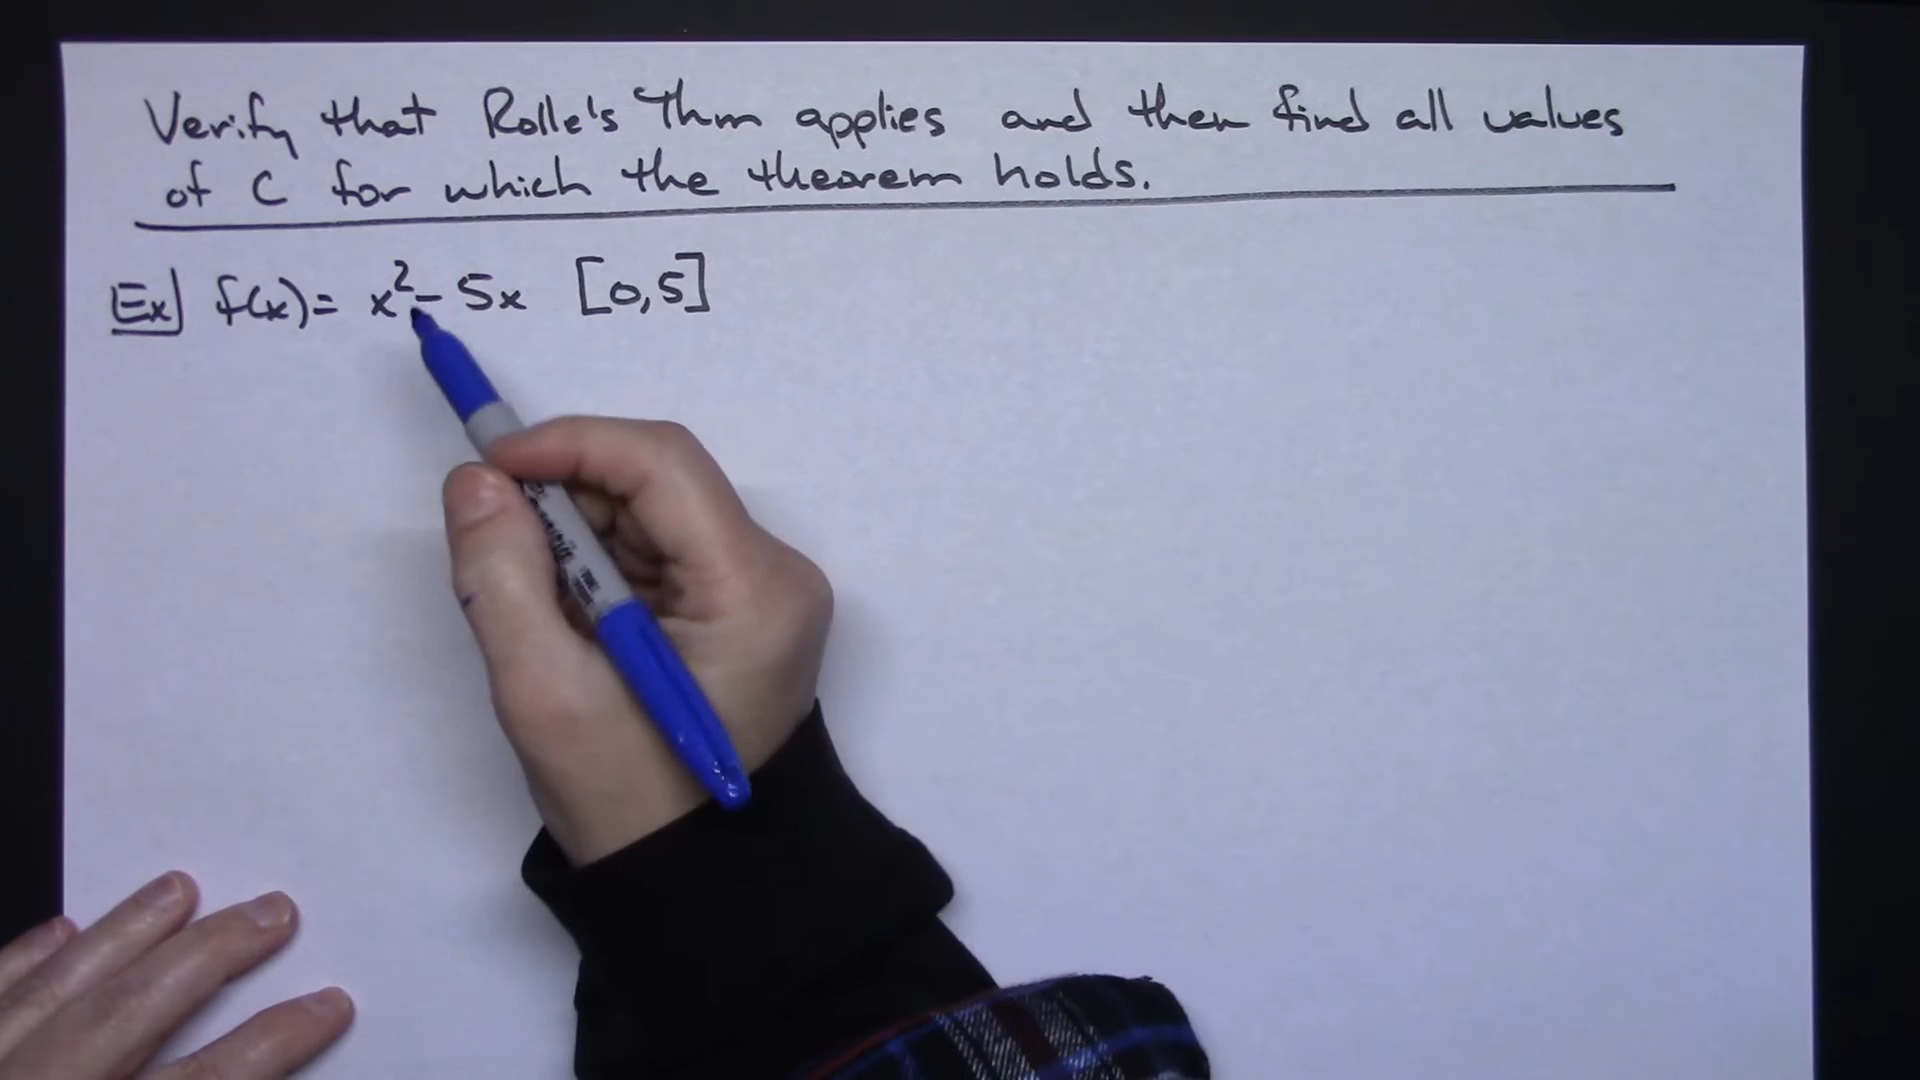 Verify that Rolle's Thm applies and then find all values
of C for which the theorem holds.
Ex f(x)= x²- 5x [0,5]